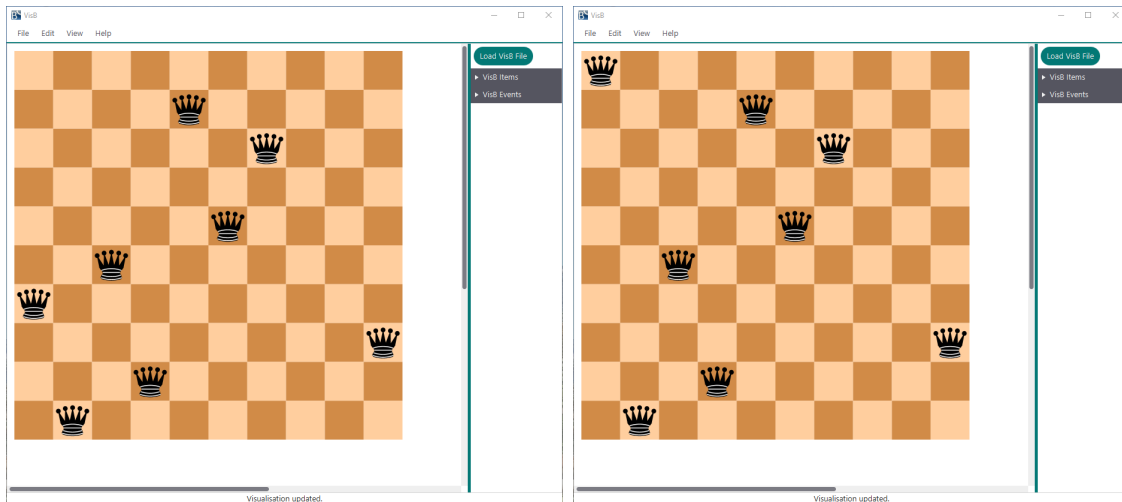 VisB
File Edit View Help
Load VisB File
VisB Items
VisB Events
Visualisation updated.
VisB
File Edit View Help
Load VisB File
VisB Items
VisB Events
Visualisation updated.